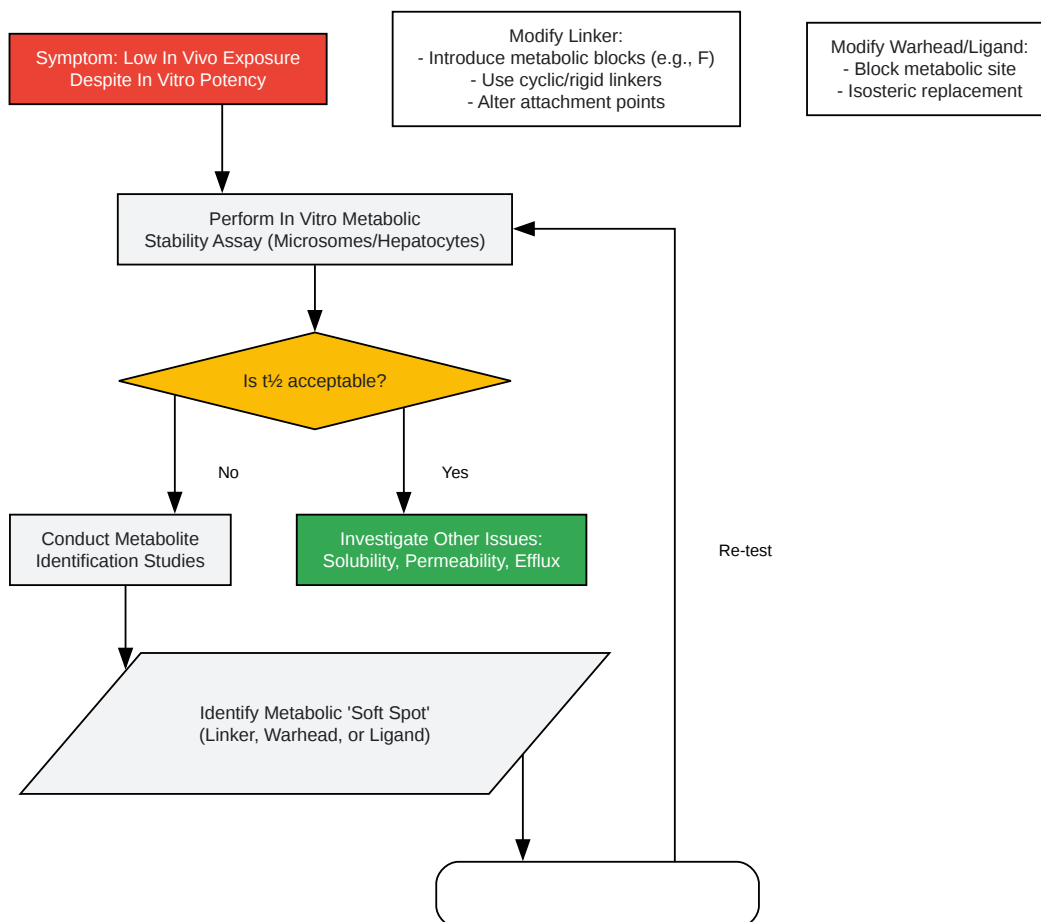 Symptom: Low In Vivo Exposure
Despite In Vitro Potency
Modify Linker:
- Introduce metabolic blocks (e.g., F)
- Use cyclic/rigid linkers
- Alter attachment points
Modify Warhead/Ligand:
- Block metabolic site
- Isosteric replacement
Perform In Vitro Metabolic
Stability Assay (Microsomes/Hepatocytes)
Is t½ acceptable?
No
Yes
Conduct Metabolite
Identification Studies
Investigate Other Issues:
Solubility, Permeability, Efflux
Re-test
Identify Metabolic 'Soft Spot'
(Linker, Warhead, or Ligand)